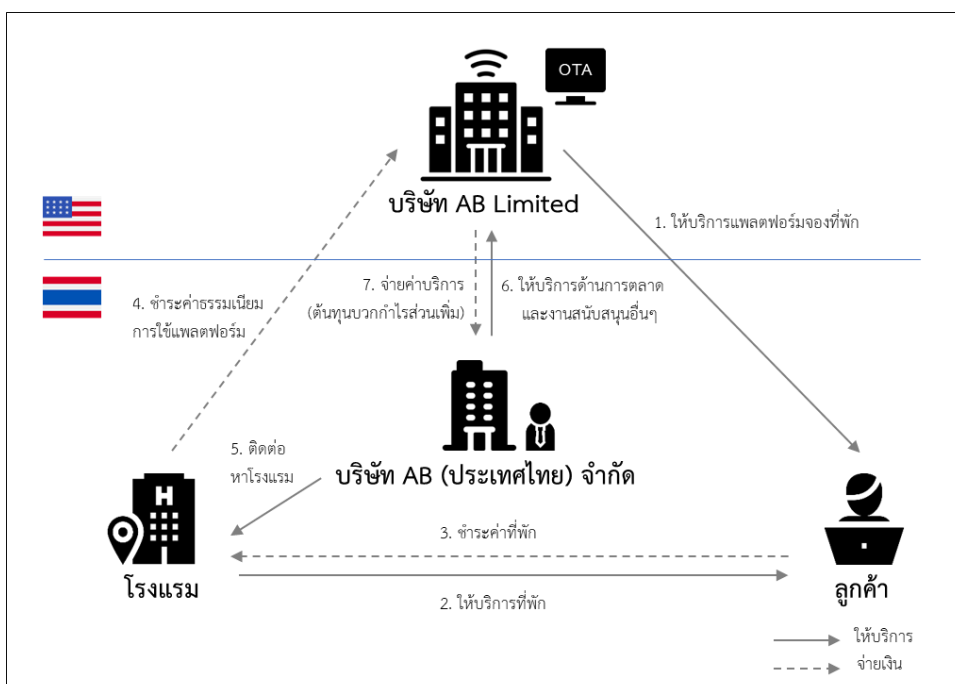 OTA
บริษัท AB Limited
1. ให้บริการแพลตฟอร์มจองที่พัก
4. ชำระค่าธรรมเนียม
การใช้แพลตฟอร์ม
7. จ่ายค่าบริการ
(ต้นทุนบวกกำไรส่วนเพิ่ม)
6. ให้บริการด้านการตลาด
และงานสนับสนุนอื่นๆ
5. ติดต่อ
หาโรงแรม
บริษัท AB (ประเทศไทย) จำกัด
H
3. ชำระค่าที่พัก
โรงแรม
2. ให้บริการที่พัก
ลูกค้า
ให้บริการ
จ่ายเงิน